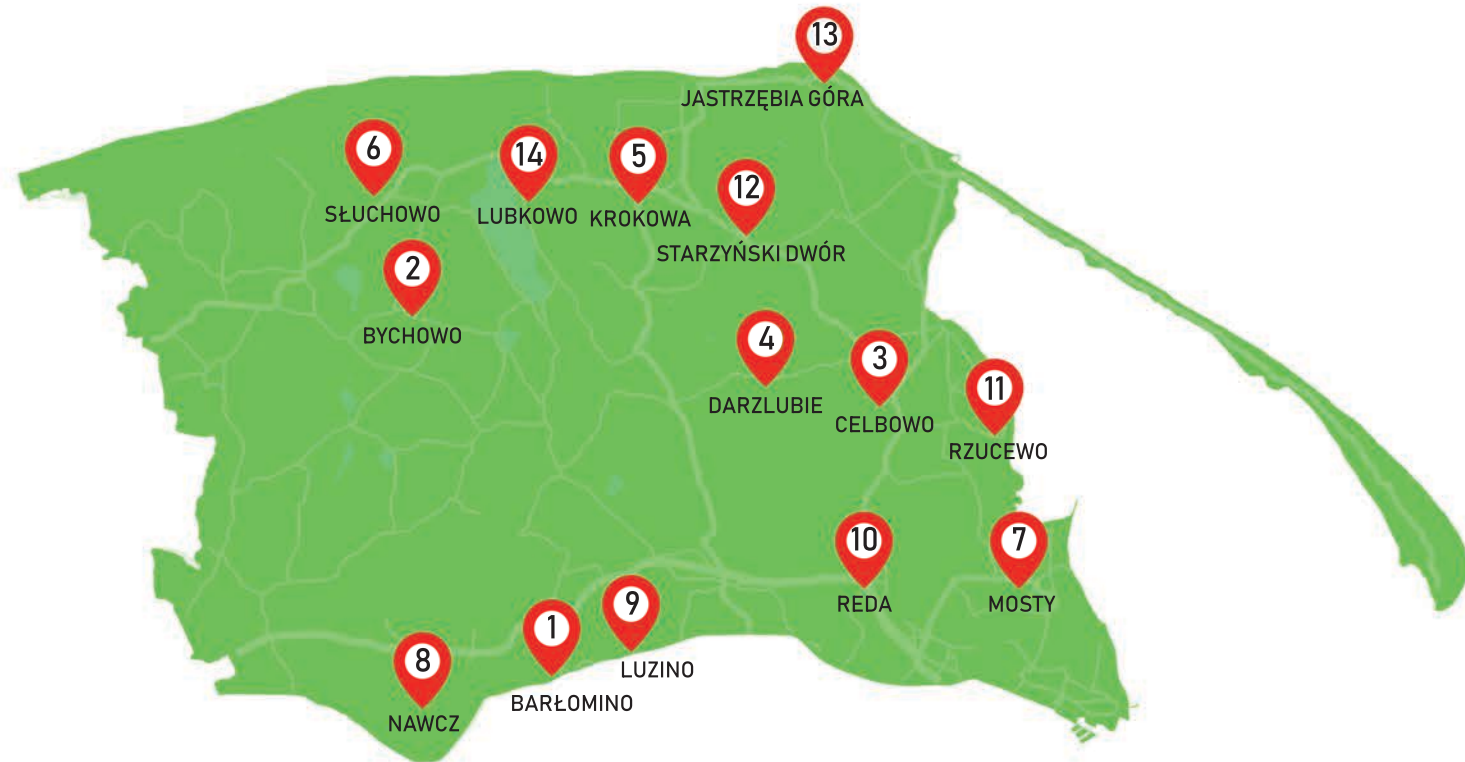 13
JASTRZĘBIA GÓRA
6
SŁUCHOWO
14
LUBKOWO
5
KROKOWA
12
STARZYŃSKI DWÓR
2
BYCHOWO
4
DARZLUBIE
3
CELBOWO
11
RZUCEWO
10
REDA
7
MOSTY
9
LUZINO
1
BARŁOMINO
8
NAWCZ